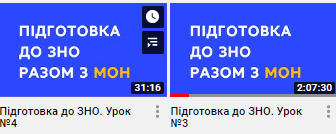 ПІДГОТОВКА
ДО ЗНО
РАЗОМ З МОН
31:16
Підготовка до ЗНО. Урок
№4
ПІДГОТОВКА
ДО ЗНО
РАЗОМ З МОН
2:07:30
Підготовка до ЗНО. Урок
№3